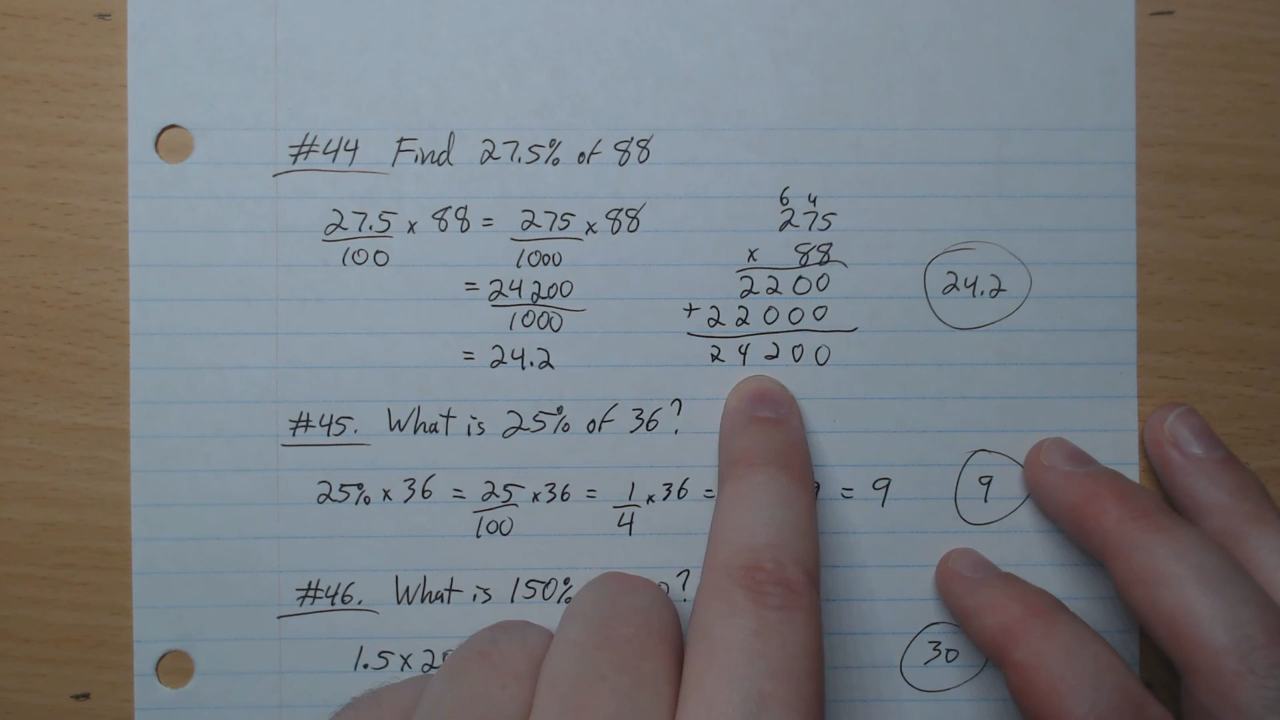 #44 Find 27.5% of 88
27.5/100 × 88 = 275/1000 × 88
= 24200/1000
= 24.2
6 4
275
× 88
2200
+22000
24200
24.2
#45. What is 25% of 36?
25% × 36 = 25/100 × 36 = 1/4 × 36 = = 9
9
#46. What is 150% ?
1.5 × 2
30